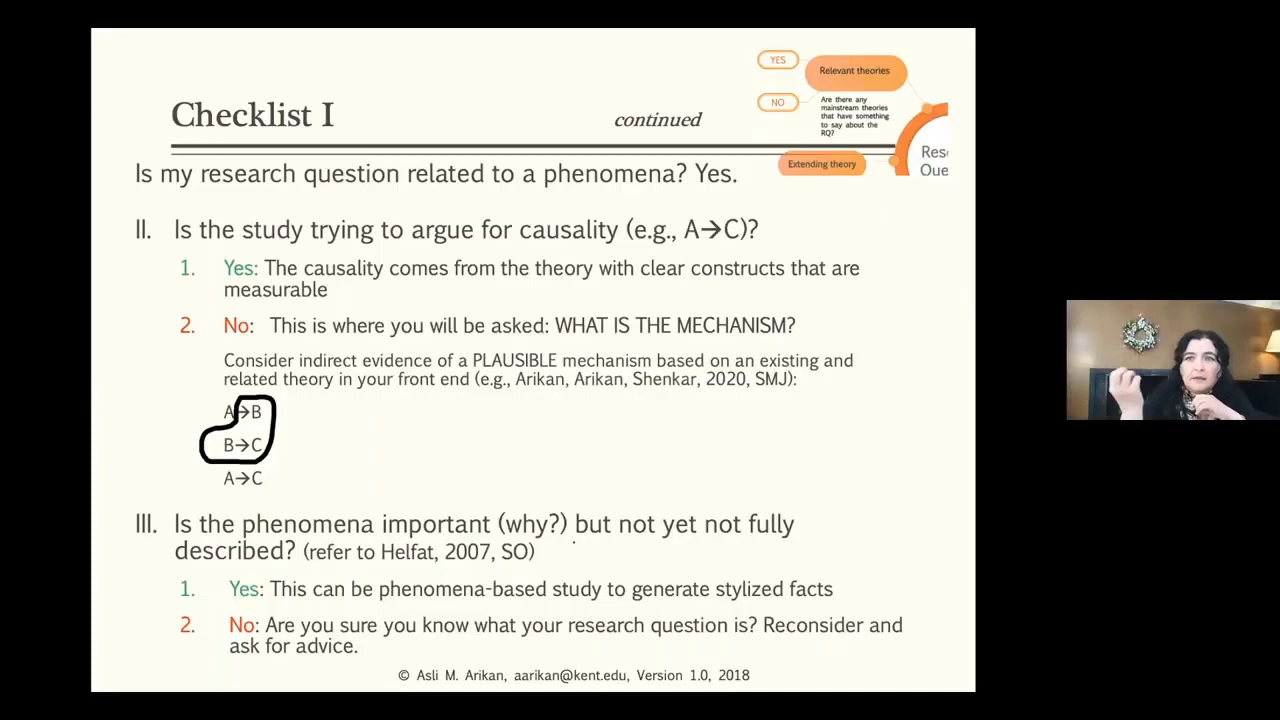 YES
Relevant theories
NO
Are there any
mainstream theories
that have something
to say about the
RQ?
Extending theory
Checklist I
continued
Is my research question related to a phenomena? Yes.
II. Is the study trying to argue for causality (e.g., A→C)?
1. Yes: The causality comes from the theory with clear constructs that are
measurable
2. No: This is where you will be asked: WHAT IS THE MECHANISM?
Consider indirect evidence of a PLAUSIBLE mechanism based on an existing and
related theory in your front end (e.g., Arikan, Arikan, Shenkar, 2020, SMJ):
A→B
B→C
A→C
III. Is the phenomena important (why?) but not yet not fully
described? (refer to Helfat, 2007, SO)
1. Yes: This can be phenomena-based study to generate stylized facts
2. No: Are you sure you know what your research question is? Reconsider and
ask for advice.
© Asli M. Arikan, aarikan@kent.edu, Version 1.0, 2018